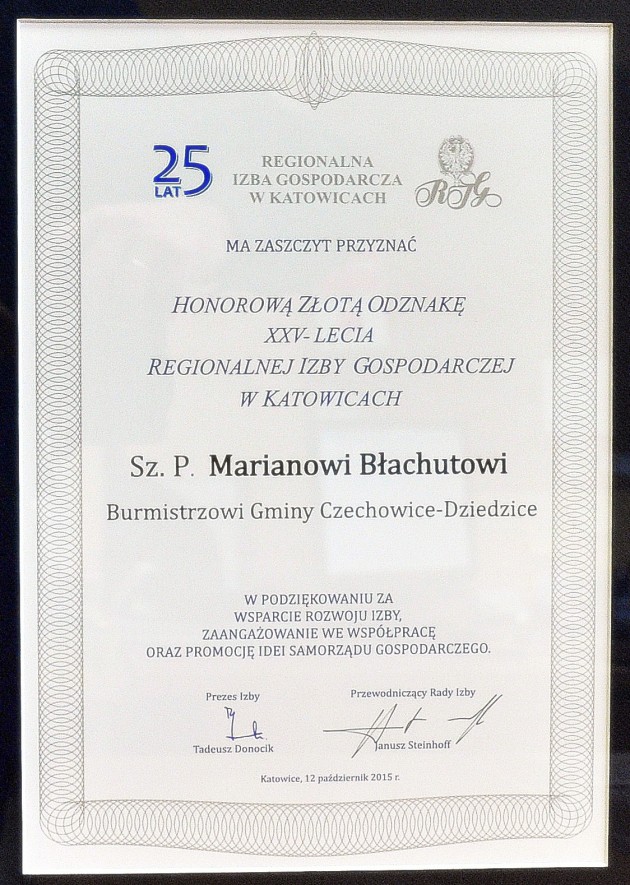 25
LAT
REGIONALNA
IZBA GOSPODARCZA
W KATOWICACH
RIG
MA ZASZCZYT PRZYZNAĆ
HONOROWĄ ZŁOTĄ ODZNAKĘ
XXV- LECIA
REGIONALNEJ IZBY GOSPODARCZEJ
W KATOWICACH
Sz. P. Marianowi Błachutowi
Burmistrzowi Gminy Czechowice-Dziedzice
W PODZIĘKOWANIU ZA
WSPARCIE ROZWOJU IZBY,
ZAANGAŻOWANIE WE WSPÓŁPRACĘ
ORAZ PROMOCJĘ IDEI SAMORZĄDU GOSPODARCZEGO.
Prezes Izby
Tadeusz Donocik
Przewodniczący Rady Izby
Janusz Steinhoff
Katowice, 12 październik 2015 r.